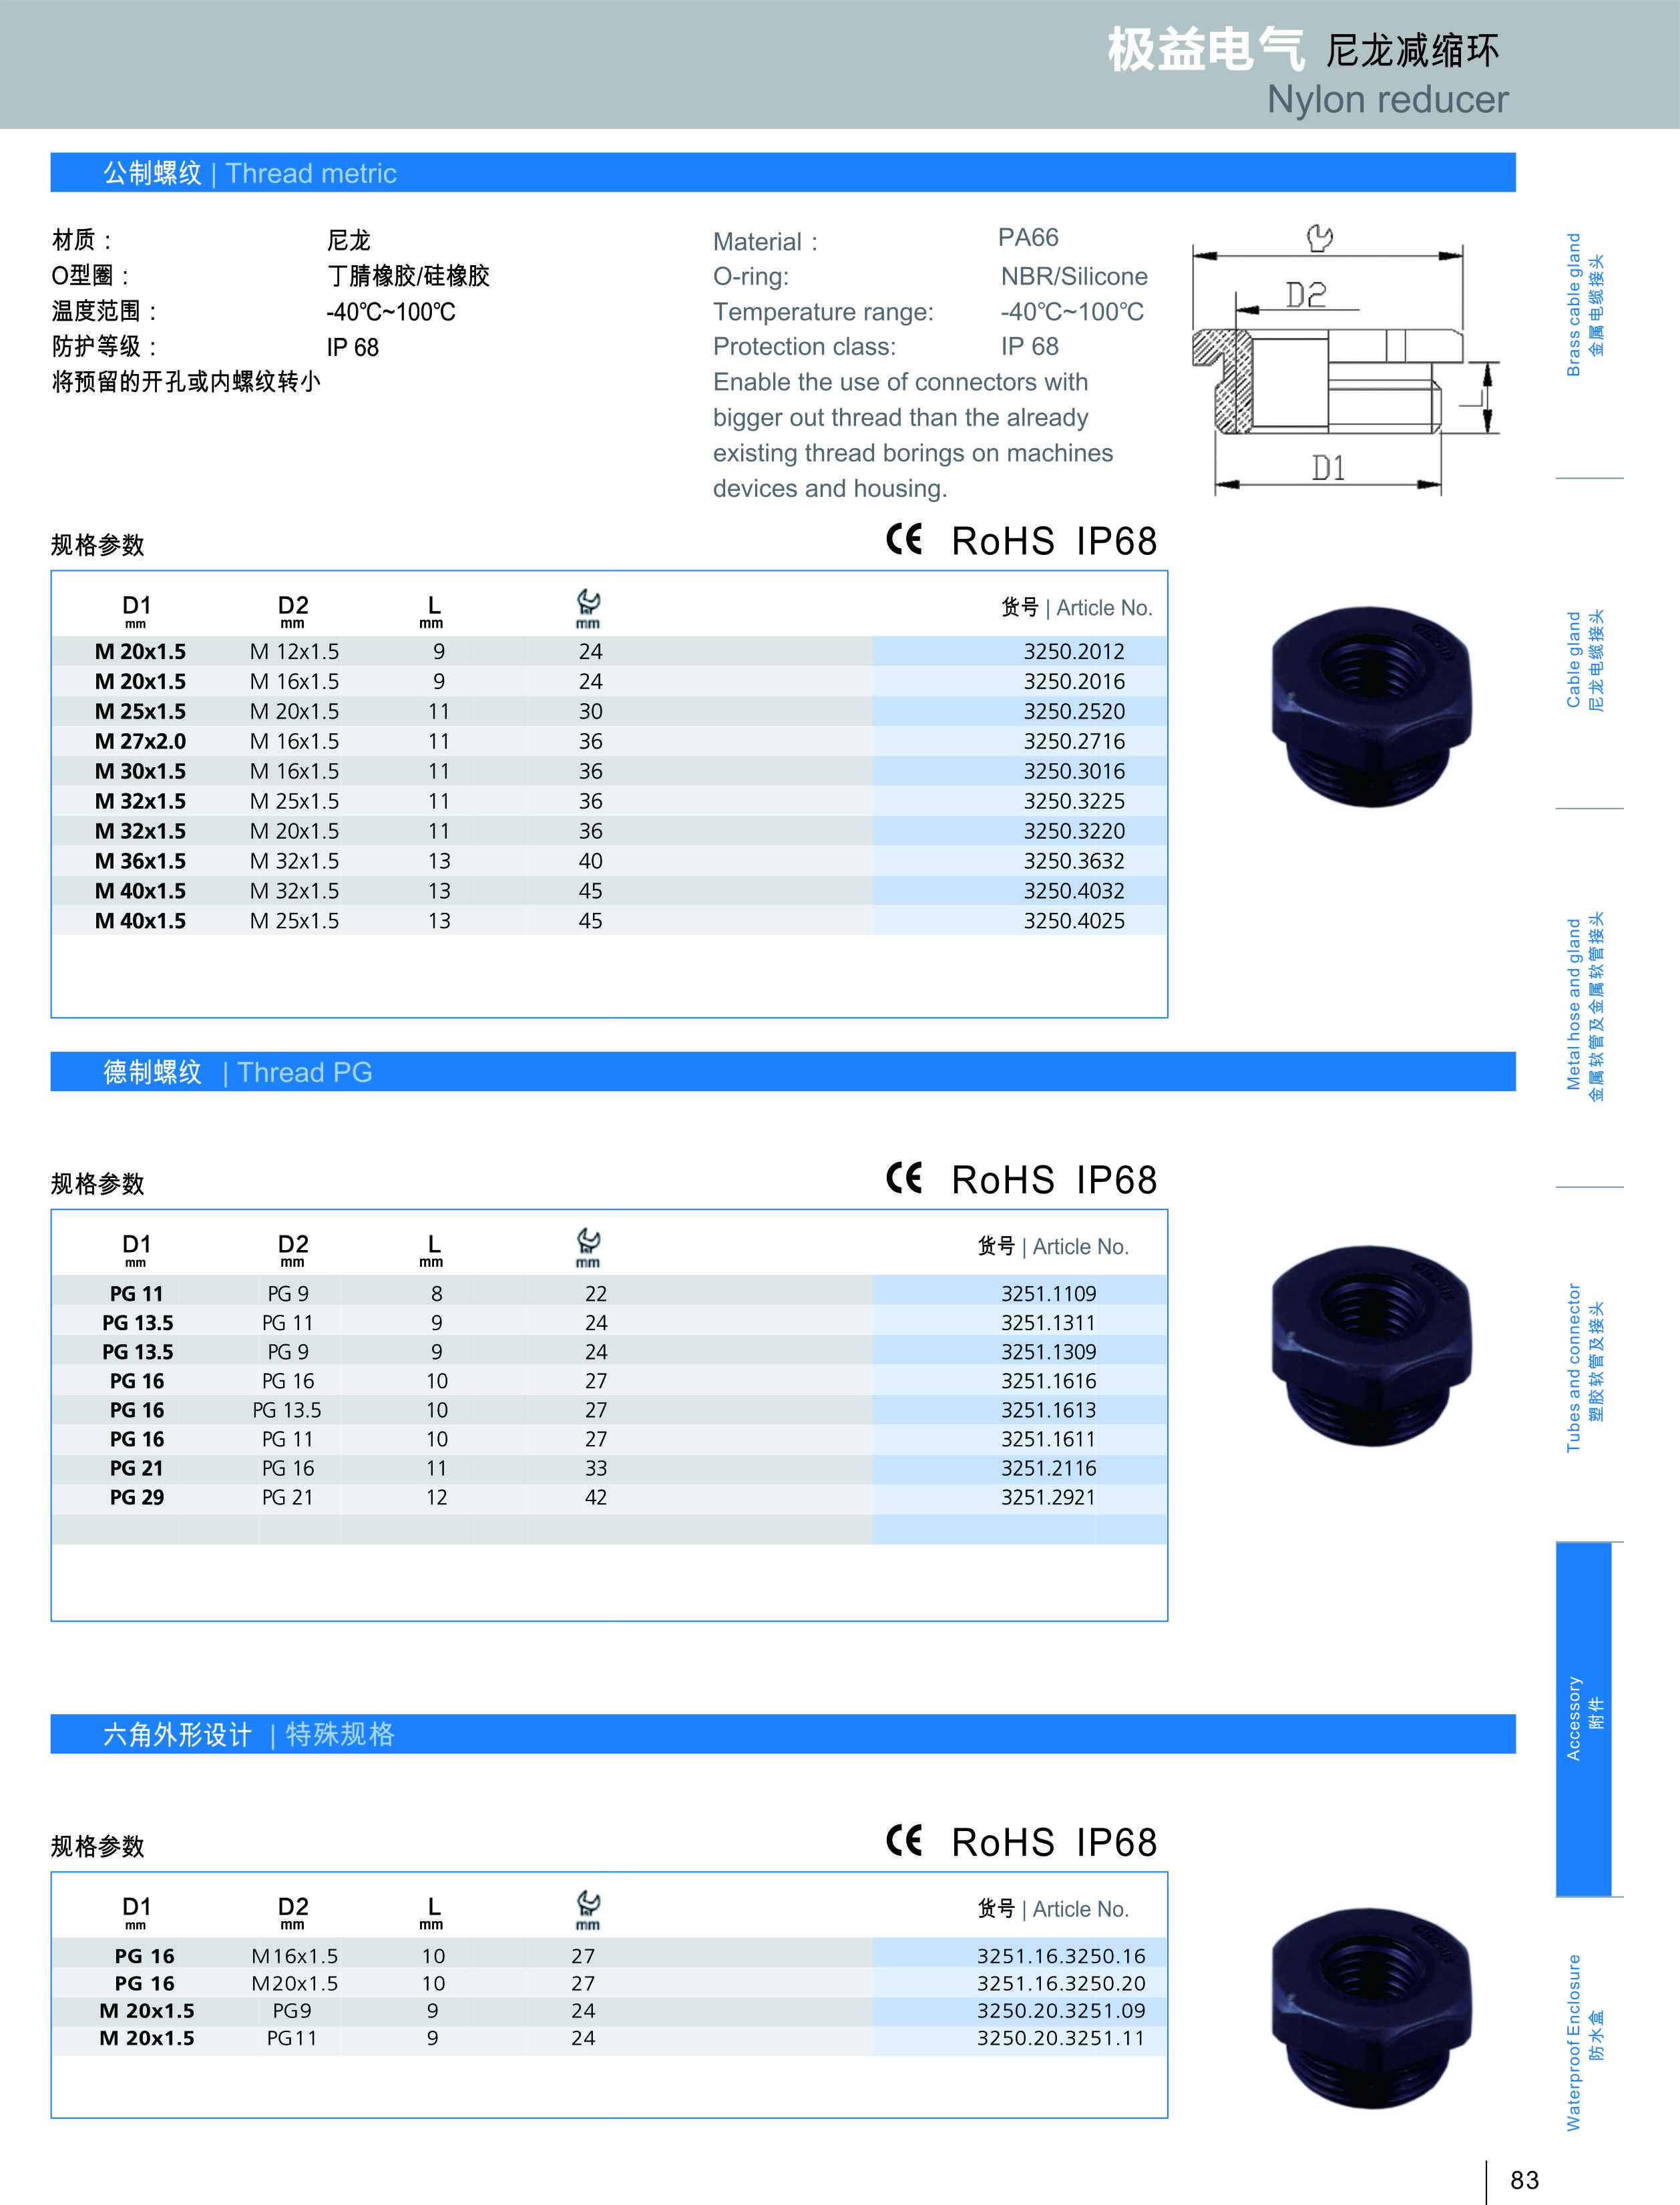 极益电气 尼龙减缩环
Nylon reducer
公制螺纹 | Thread metric
材质： 尼龙
O型圈： 丁腈橡胶/硅橡胶
温度范围： -40℃~100℃
防护等级： IP 68
将预留的开孔或内螺纹转小
Material： PA66
O-ring: NBR/Silicone
Temperature range: -40℃~100℃
Protection class: IP 68
Enable the use of connectors with
bigger out thread than the already
existing thread borings on machines
devices and housing.
D2
L
D1
规格参数
CE RoHS IP68
D1 D2 L 货号 | Article No.
mm mm mm mm
M 20x1.5 M 12x1.5 9 24 3250.2012
M 20x1.5 M 16x1.5 9 24 3250.2016
M 25x1.5 M 20x1.5 11 30 3250.2520
M 27x2.0 M 16x1.5 11 36 3250.2716
M 30x1.5 M 16x1.5 11 36 3250.3016
M 32x1.5 M 25x1.5 11 36 3250.3225
M 32x1.5 M 20x1.5 11 36 3250.3220
M 36x1.5 M 32x1.5 13 40 3250.3632
M 40x1.5 M 32x1.5 13 45 3250.4032
M 40x1.5 M 25x1.5 13 45 3250.4025
德制螺纹 | Thread PG
规格参数
CE RoHS IP68
D1 D2 L 货号 | Article No.
mm mm mm mm
PG 11 PG 9 8 22 3251.1109
PG 13.5 PG 11 9 24 3251.1311
PG 13.5 PG 9 9 24 3251.1309
PG 16 PG 16 10 27 3251.1616
PG 16 PG 13.5 10 27 3251.1613
PG 16 PG 11 10 27 3251.1611
PG 21 PG 16 11 33 3251.2116
PG 29 PG 21 12 42 3251.2921
六角外形设计 | 特殊规格
规格参数
CE RoHS IP68
D1 D2 L 货号 | Article No.
mm mm mm mm
PG 16 M16x1.5 10 27 3251.16.3250.16
PG 16 M20x1.5 10 27 3251.16.3250.20
M 20x1.5 PG9 9 24 3250.20.3251.09
M 20x1.5 PG11 9 24 3250.20.3251.11
Brass cable gland
金属电缆接头
Cable gland
尼龙电缆接头
Metal hose and gland
金属软管及金属软管接头
Tubes and connector
塑胶软管及接头
Accessory
附件
Waterproof Enclosure
防水盒
83